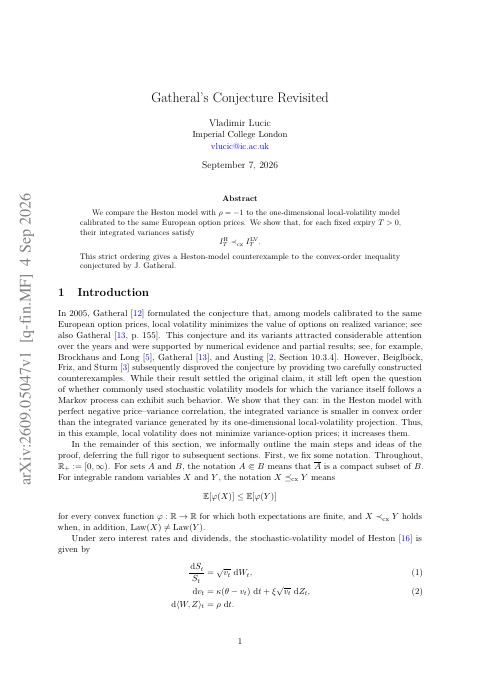 arXiv:2609.05047v1 [q-fin.MF] 4 Sep 2026
Gatheral's Conjecture Revisited
Vladimir Lucic
Imperial College London
vlucic@ic.ac.uk
September 7, 2026
Abstract
We compare the Heston model with ρ = −1 to the one-dimensional local-volatility model
calibrated to the same European option prices. We show that, for each fixed expiry T > 0,
their integrated variances satisfy
I_T^H ≺_cx I_T^LV.
This strict ordering gives a Heston-model counterexample to the convex-order inequality
conjectured by J. Gatheral.
1 Introduction
In 2005, Gatheral [12] formulated the conjecture that, among models calibrated to the same
European option prices, local volatility minimizes the value of options on realized variance; see
also Gatheral [13, p. 155]. This conjecture and its variants attracted considerable attention
over the years and were supported by numerical evidence and partial results; see, for example,
Brockhaus and Long [5], Gatheral [13], and Austing [2, Section 10.3.4]. However, Beiglböck,
Friz, and Sturm [3] subsequently disproved the conjecture by providing two carefully constructed
counterexamples. While their result settled the original claim, it still left open the question
of whether commonly used stochastic volatility models for which the variance itself follows a
Markov process can exhibit such behavior. We show that they can: in the Heston model with
perfect negative price–variance correlation, the integrated variance is smaller in convex order
than the integrated variance generated by its one-dimensional local-volatility projection. Thus,
in this example, local volatility does not minimize variance-option prices; it increases them.
In the remainder of this section, we informally outline the main steps and ideas of the
proof, deferring the full rigor to subsequent sections. First, we fix some notation. Throughout,
ℝ₊ := [0, ∞). For sets A and B, the notation A ⋐ B means that A̅ is a compact subset of B.
For integrable random variables X and Y, the notation X ⪯_cx Y means
𝔼[φ(X)] ≤ 𝔼[φ(Y)]
for every convex function φ : ℝ → ℝ for which both expectations are finite, and X ≺_cx Y holds
when, in addition, Law(X) ≠ Law(Y).
Under zero interest rates and dividends, the stochastic-volatility model of Heston [16] is
given by
dS_t/S_t = √v_t dW_t, (1)
dv_t = κ(θ − v_t) dt + ξ√v_t dZ_t, (2)
d⟨W, Z⟩_t = ρ dt.
1